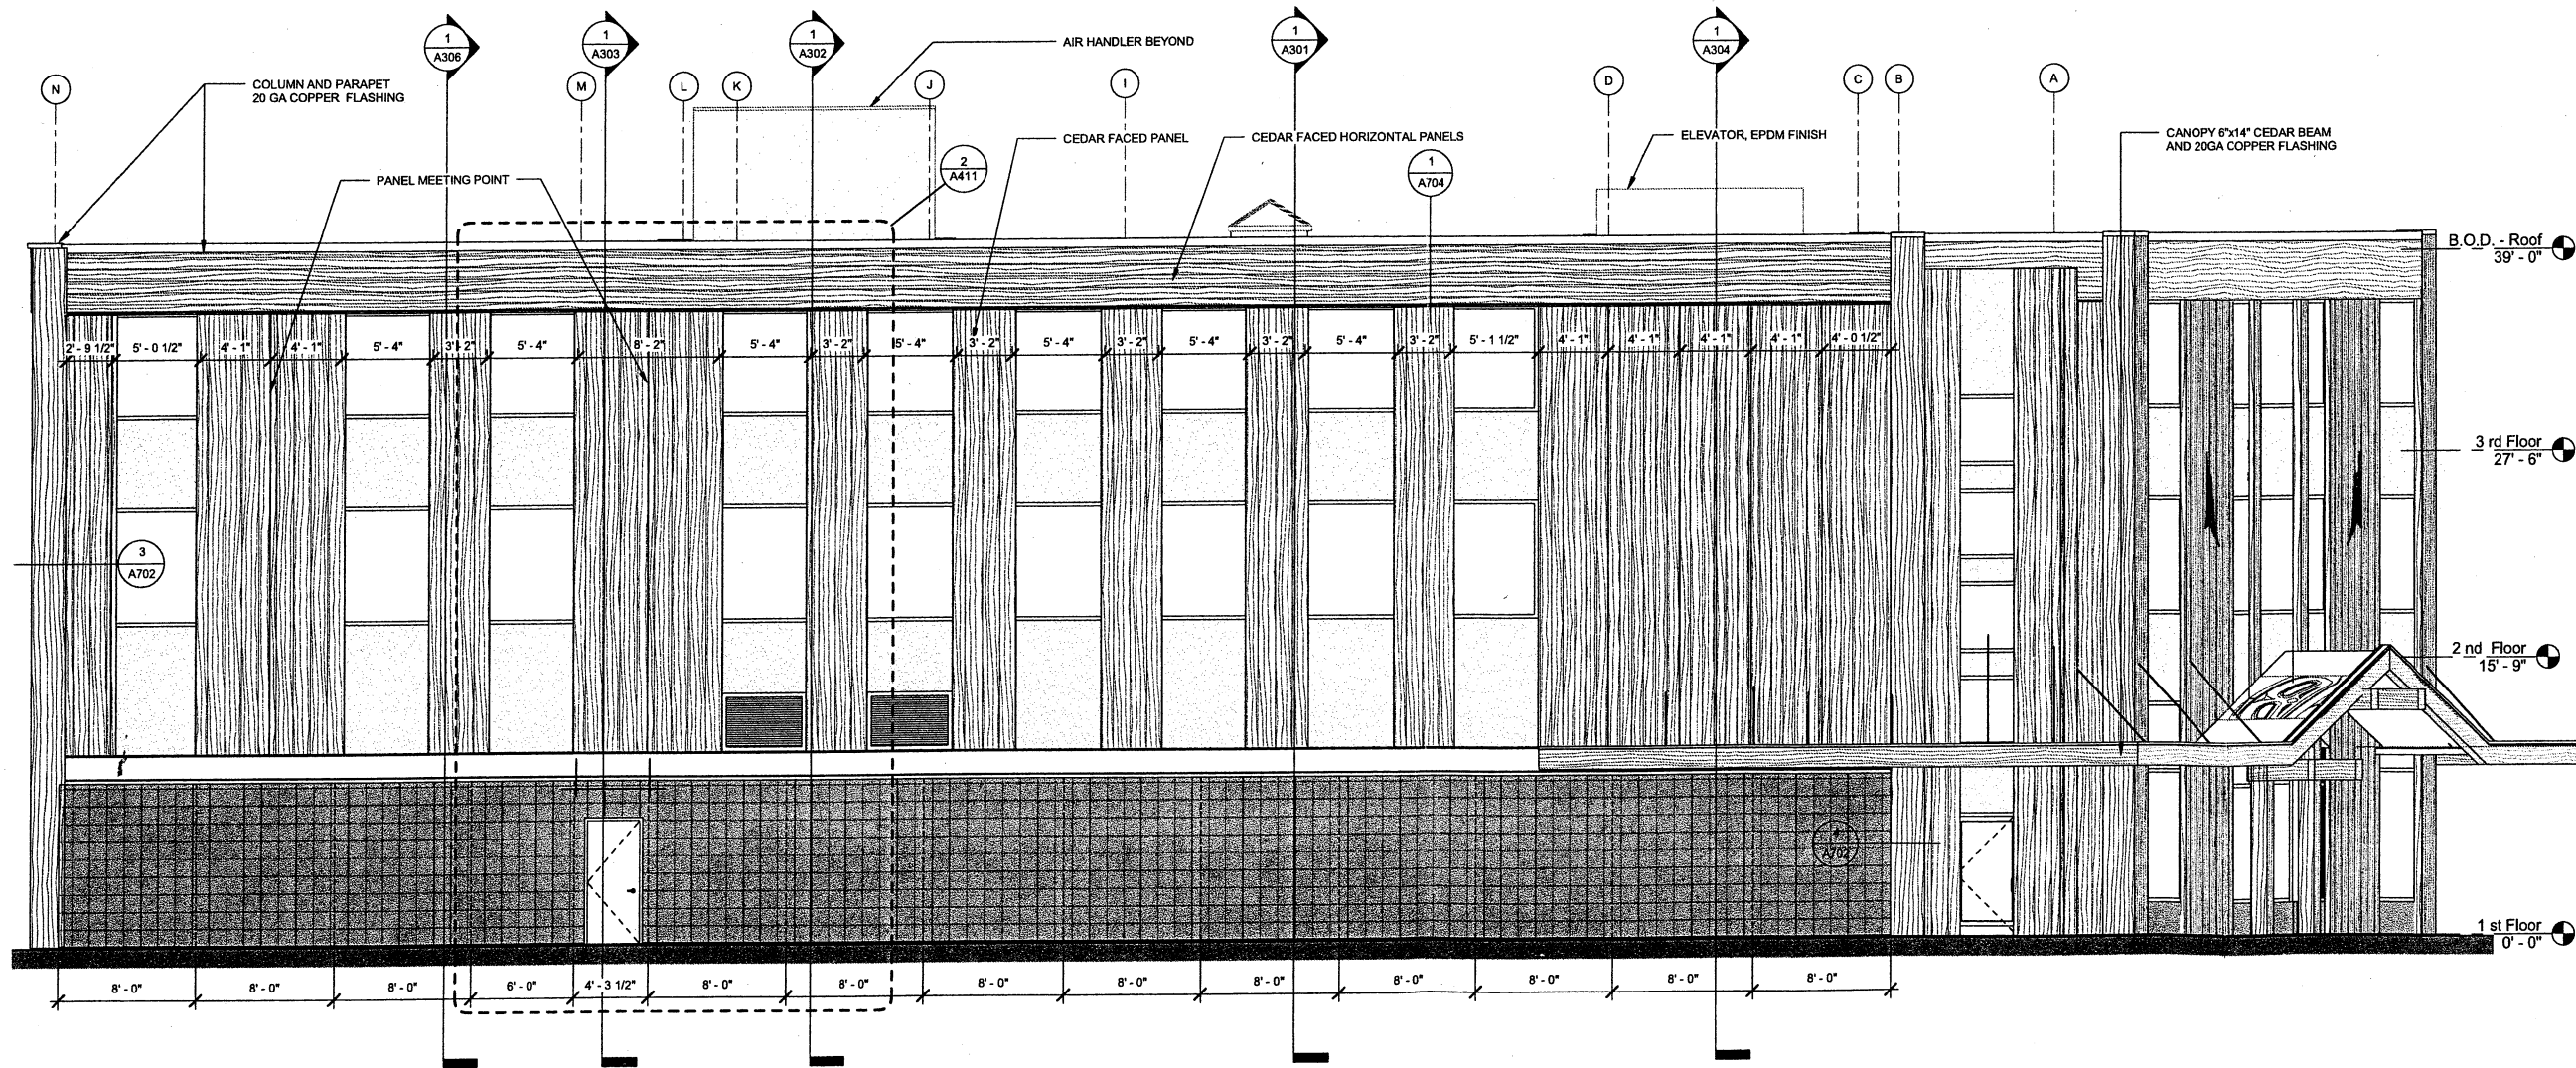 1
A306
1
A303
1
A302
1
A301
1
A304
AIR HANDLER BEYOND
COLUMN AND PARAPET
20 GA COPPER FLASHING
N
M
L
K
J
I
D
C
B
A
CEDAR FACED PANEL
CEDAR FACED HORIZONTAL PANELS
ELEVATOR, EPDM FINISH
CANOPY 6"x14" CEDAR BEAM
AND 20GA COPPER FLASHING
PANEL MEETING POINT
2
A411
1
A704
B.O.D. - Roof
39' - 0"
2' - 9 1/2"
5' - 0 1/2"
4' - 1"
4' - 1"
5' - 4"
3' - 2"
5' - 4"
8' - 2"
5' - 4"
3' - 2"
5' - 4"
3' - 2"
5' - 4"
3' - 2"
5' - 4"
3' - 2"
5' - 4"
3' - 2"
5' - 1 1/2"
4' - 1"
4' - 1"
4' - 1"
4' - 1"
4' - 0 1/2"
3 rd Floor
27' - 6"
3
A702
2 nd Floor
15' - 9"
A702
1 st Floor
0' - 0"
8' - 0"
8' - 0"
8' - 0"
6' - 0"
4' - 3 1/2"
8' - 0"
8' - 0"
8' - 0"
8' - 0"
8' - 0"
8' - 0"
8' - 0"
8' - 0"
8' - 0"